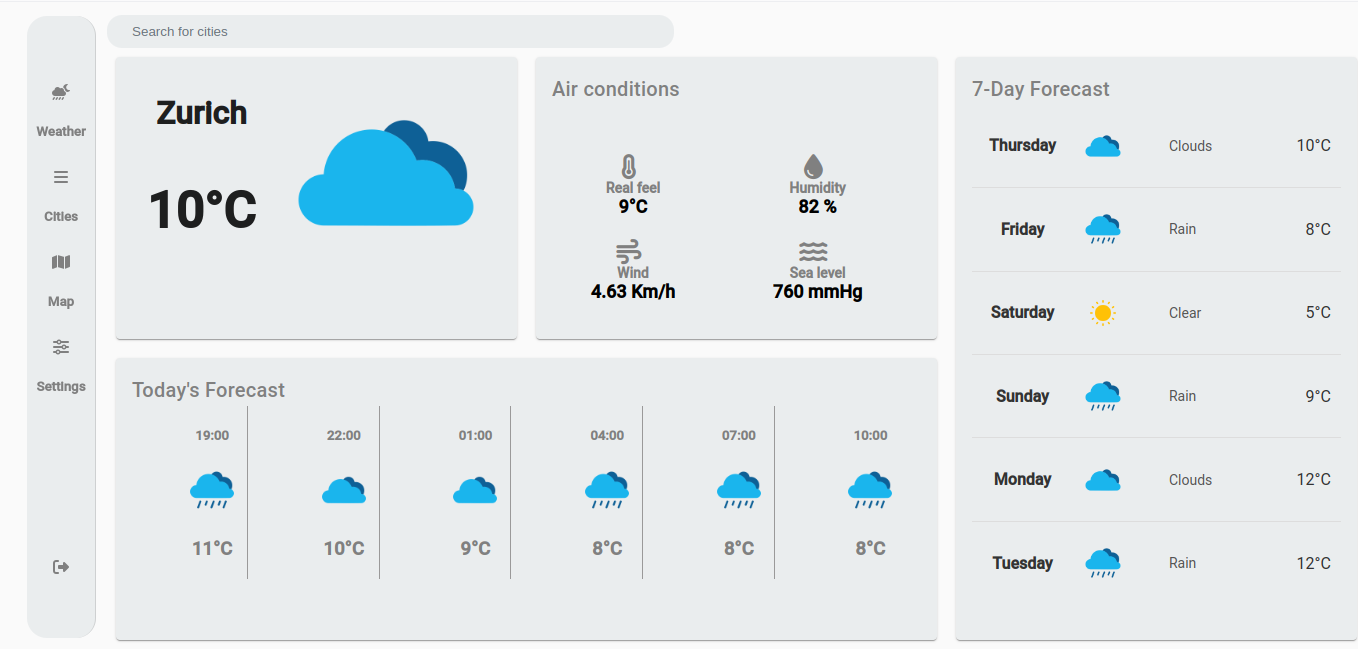 Search for cities
Weather
Cities
Map
Settings
Zurich
10°C
Air conditions
Real feel
9°C
Humidity
82 %
Wind
4.63 Km/h
Sea level
760 mmHg
Today's Forecast
19:00 22:00 01:00 04:00 07:00 10:00
11°C 10°C 9°C 8°C 8°C 8°C
7-Day Forecast
Thursday Clouds 10°C
Friday Rain 8°C
Saturday Clear 5°C
Sunday Rain 9°C
Monday Clouds 12°C
Tuesday Rain 12°C